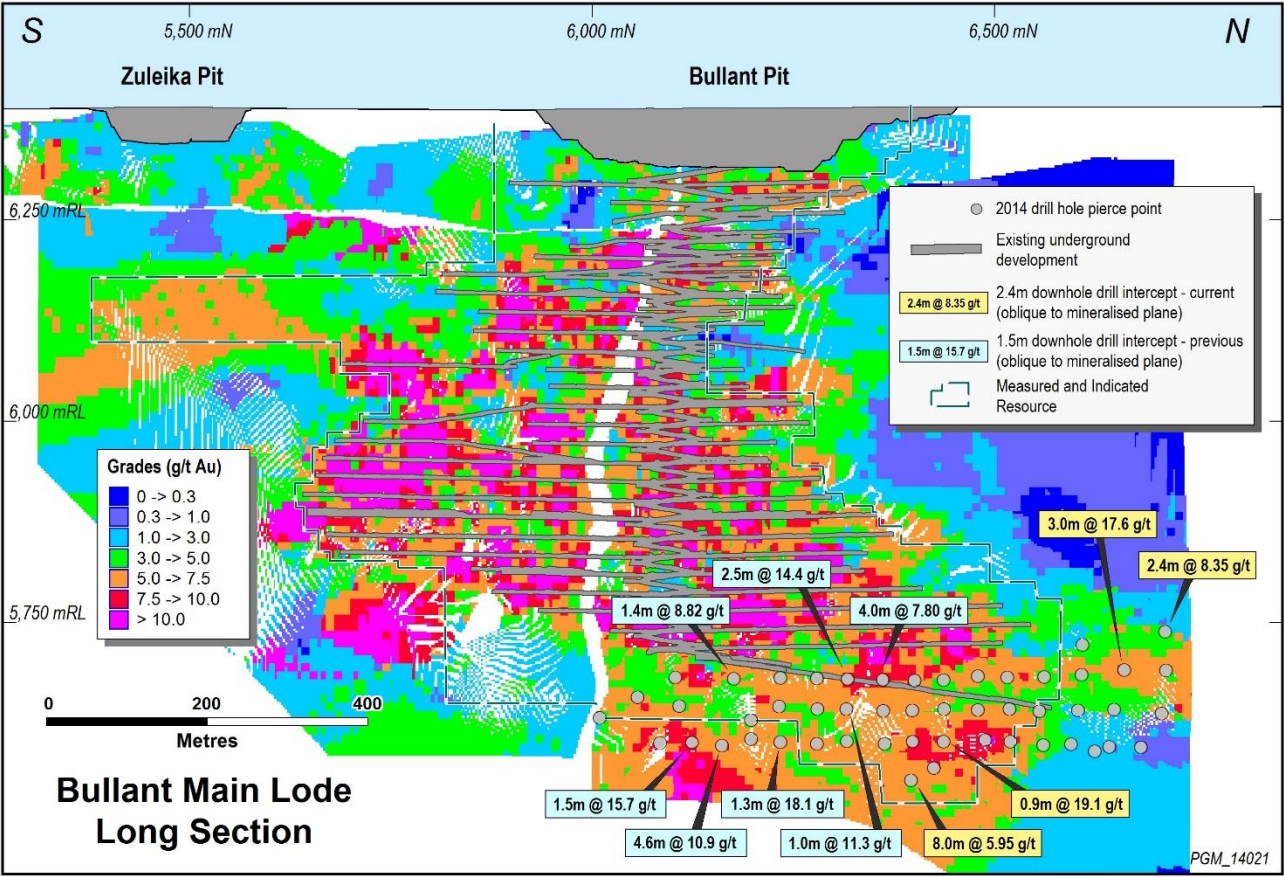 S
5,500 mN
6,000 mN
6,500 mN
N
Zuleika Pit
Bullant Pit
6,250 mRL
6,000 mRL
5,750 mRL
2014 drill hole pierce point
Existing underground
development
2.4m @ 8.35 g/t
2.4m downhole drill intercept - current
(oblique to mineralised plane)
1.5m @ 15.7 g/t
1.5m downhole drill intercept - previous
(oblique to mineralised plane)
Measured and Indicated
Resource
Grades (g/t Au)
0 -> 0.3
0.3 -> 1.0
1.0 -> 3.0
3.0 -> 5.0
5.0 -> 7.5
7.5 -> 10.0
> 10.0
3.0m @ 17.6 g/t
2.4m @ 8.35 g/t
2.5m @ 14.4 g/t
1.4m @ 8.82 g/t
4.0m @ 7.80 g/t
0
200
400
Metres
Bullant Main Lode
Long Section
1.5m @ 15.7 g/t
1.3m @ 18.1 g/t
0.9m @ 19.1 g/t
4.6m @ 10.9 g/t
1.0m @ 11.3 g/t
8.0m @ 5.95 g/t
PGM_14021